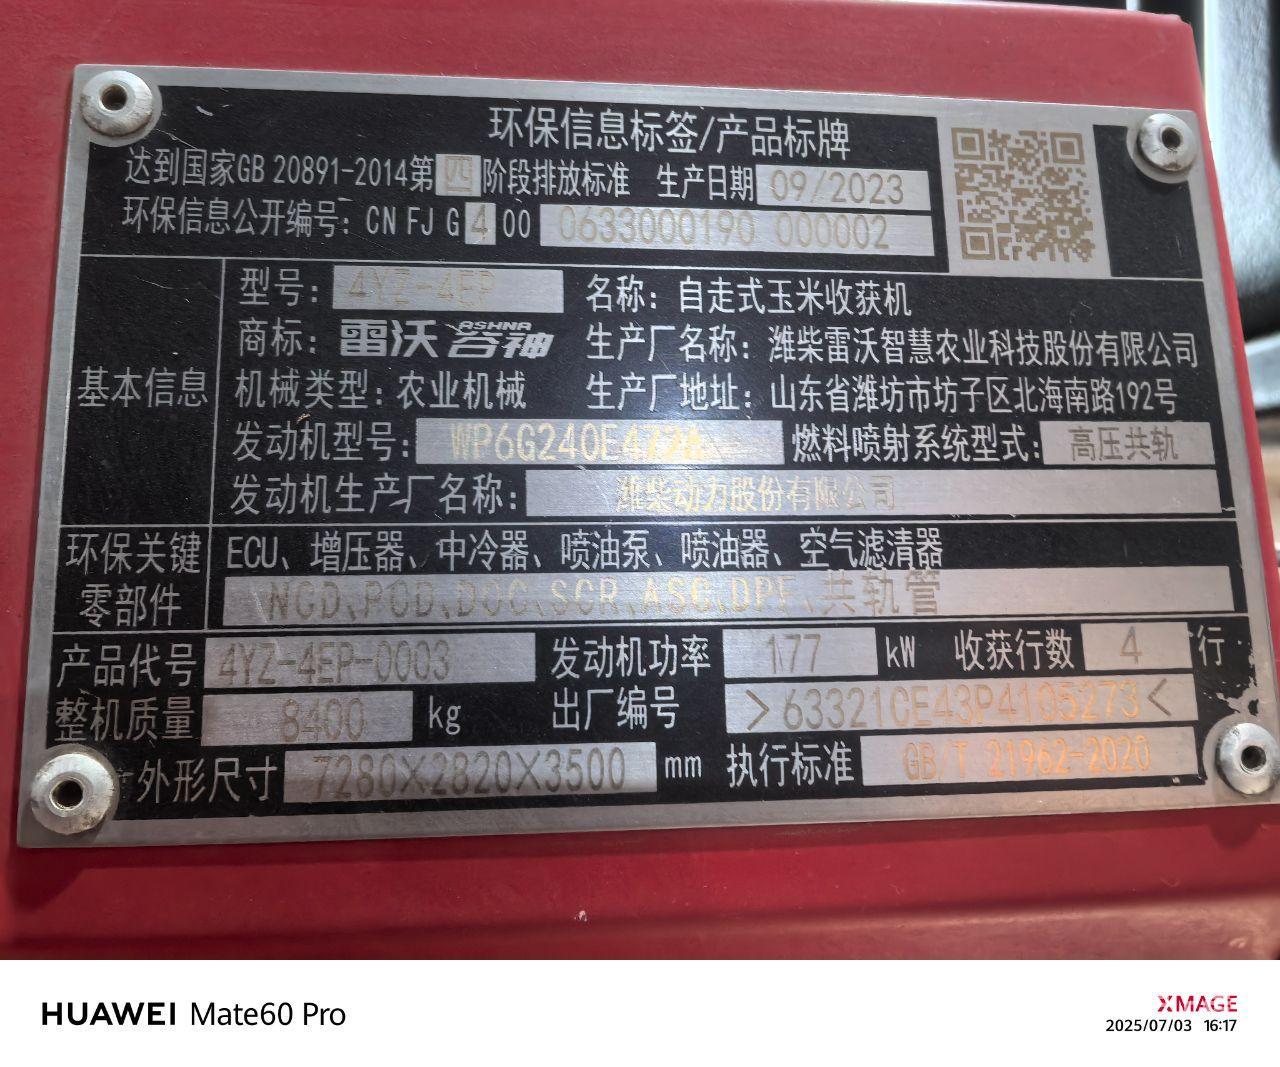 环保信息标签/产品标牌
达到国家GB 20891-2014第四阶段排放标准 生产日期 09/2023
环保信息公开编号: CN FJ G 4 00 0633000190 000002
基本信息
型号: 4YZ-4EP 名称: 自走式玉米收获机
商标: 雷沃 谷神 ASHNA 生产厂名称: 潍柴雷沃智慧农业科技股份有限公司
机械类型: 农业机械 生产厂地址: 山东省潍坊市坊子区北海南路192号
发动机型号: 燃料喷射系统型式: 高压共轨
发动机生产厂名称: 潍柴动力股份有限公司
环保关键零部件
ECU、增压器、中冷器、喷油泵、喷油器、空气滤清器
NCD、PCD、DOC、SCR、ASC、DPF、共轨管
产品代号 4YZ-4EP-0003 发动机功率 177 kW 收获行数 4 行
整机质量 8400 kg 出厂编号 >63321CE43P4105273<
外形尺寸 7280X2820X3500 mm 执行标准 GB/T 21962-2020
HUAWEI Mate60 Pro
XMAGE
2025/07/03 16:17